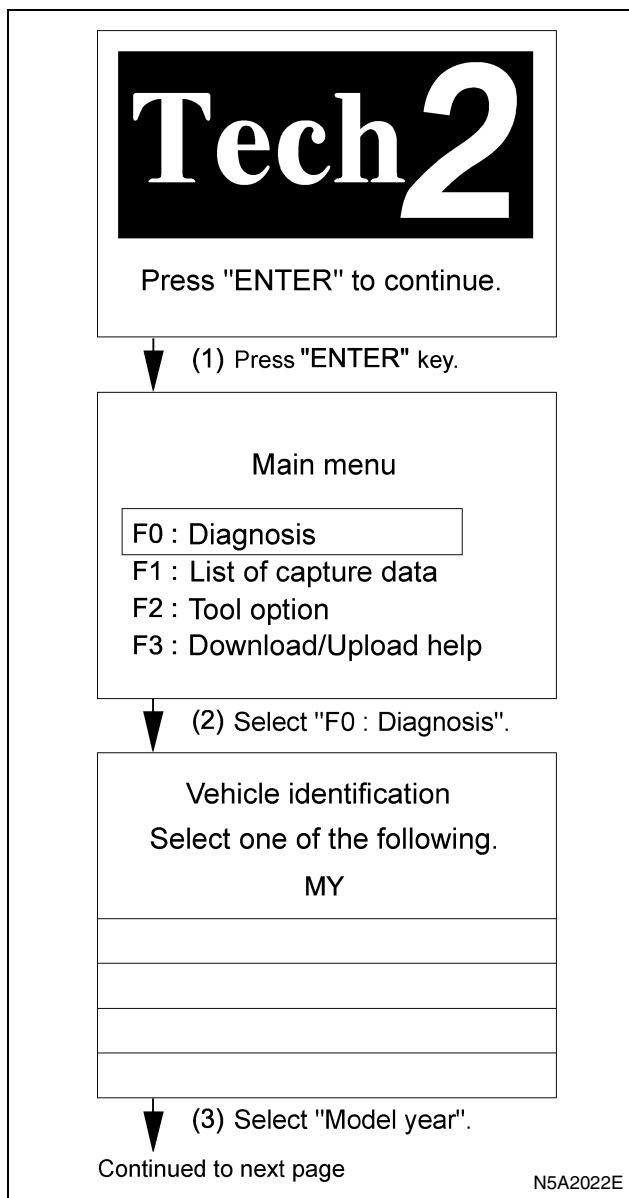 Tech2
Press "ENTER" to continue.
(1) Press "ENTER" key.
Main menu
F0 : Diagnosis
F1 : List of capture data
F2 : Tool option
F3 : Download/Upload help
(2) Select "F0 : Diagnosis".
Vehicle identification
Select one of the following.
MY
(3) Select "Model year".
Continued to next page
N5A2022E